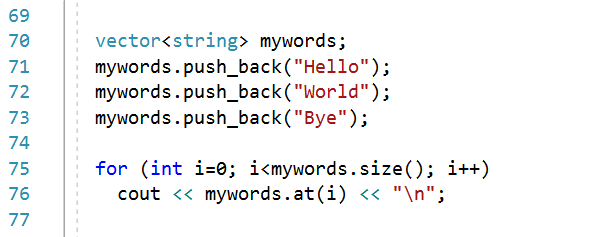 69
70 vector<string> mywords;
71 mywords.push_back("Hello");
72 mywords.push_back("World");
73 mywords.push_back("Bye");
74
75 for (int i=0; i<mywords.size(); i++)
76 cout << mywords.at(i) << "\n";
77